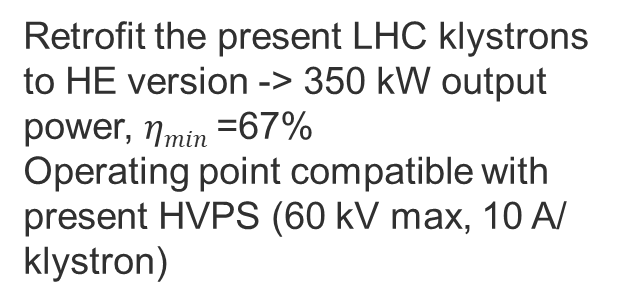 Retrofit the present LHC klystrons
to HE version -> 350 kW output
power, η_min =67%
Operating point compatible with
present HVPS (60 kV max, 10 A/
klystron)